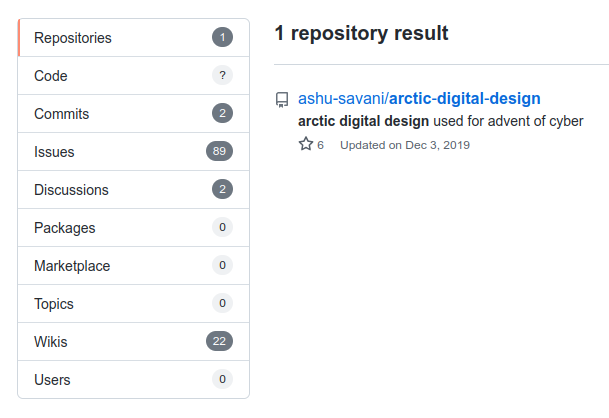 Repositories 1
Code ?
Commits 2
Issues 89
Discussions 2
Packages 0
Marketplace 0
Topics 0
Wikis 22
Users 0
1 repository result
ashu-savani/arctic-digital-design
arctic digital design used for advent of cyber
6 Updated on Dec 3, 2019